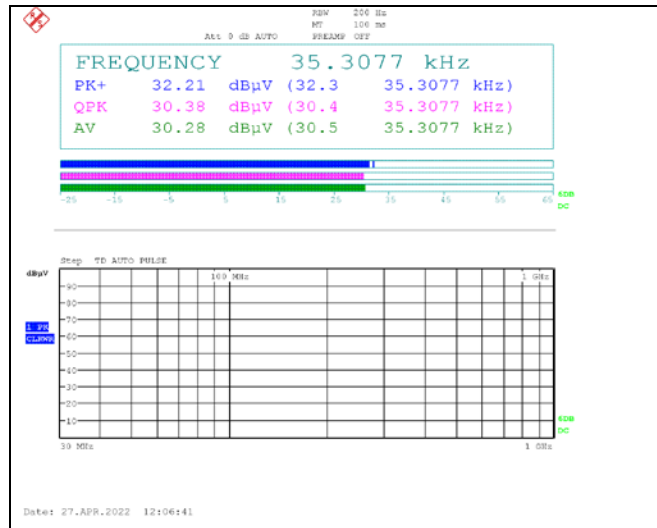 RBW 200 Hz
MT 100 ms
Att 0 dB AUTO PREAMP OFF
FREQUENCY 35.3077 kHz
PK+ 32.21 dBµV (32.3 35.3077 kHz)
QPK 30.38 dBµV (30.4 35.3077 kHz)
AV 30.28 dBµV (30.5 35.3077 kHz)
-25 -15 -5 5 15 25 35 45 55 65
6DB
DC
Step TD AUTO PULSE
dBµV
100 MHz 1 GHz
90
80
70
1 PK
CLRWR
60
50
40
30
20
10
6DB
DC
30 MHz 1 GHz
Date: 27.APR.2022 12:06:41